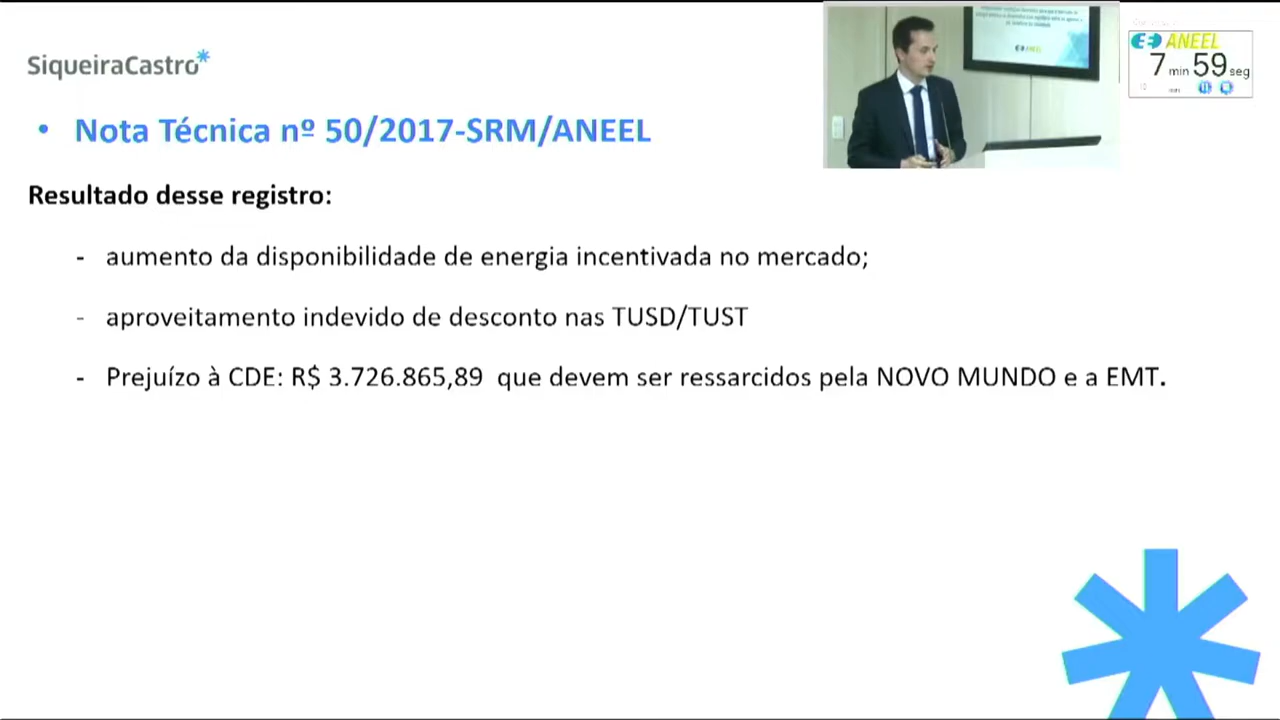 SiqueiraCastro*
ANEEL
7 min 59 seg
• Nota Técnica nº 50/2017-SRM/ANEEL
Resultado desse registro:
- aumento da disponibilidade de energia incentivada no mercado;
- aproveitamento indevido de desconto nas TUSD/TUST
- Prejuízo à CDE: R$ 3.726.865,89 que devem ser ressarcidos pela NOVO MUNDO e a EMT.